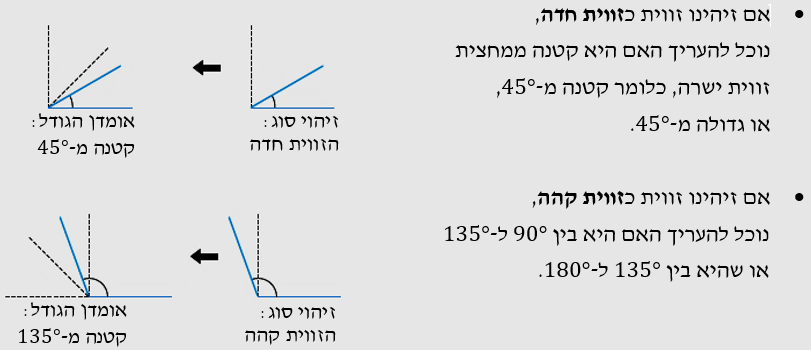 • אם זיהינו זווית כזווית חדה,
נוכל להעריך האם היא קטנה ממחצית
זווית ישרה, כלומר קטנה מ-45°,
או גדולה מ-45°.
זיהוי סוג:
הזווית חדה
אומדן הגודל:
קטנה מ-45°
• אם זיהינו זווית כזווית קהה,
נוכל להעריך האם היא בין 90° ל-135°
או שהיא בין 135° ל-180°.
זיהוי סוג:
הזווית קהה
אומדן הגודל:
קטנה מ-135°